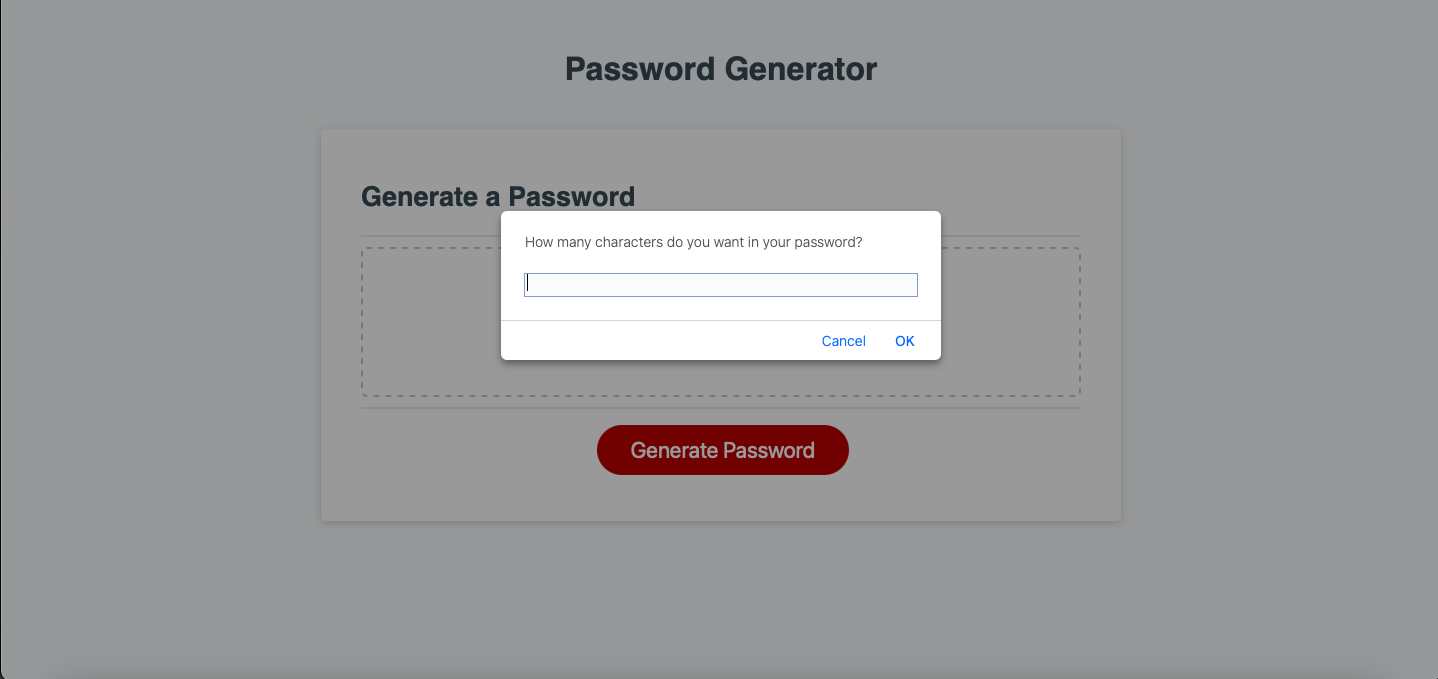 Password Generator
Generate a Password
How many characters do you want in your password?
Cancel OK
Generate Password